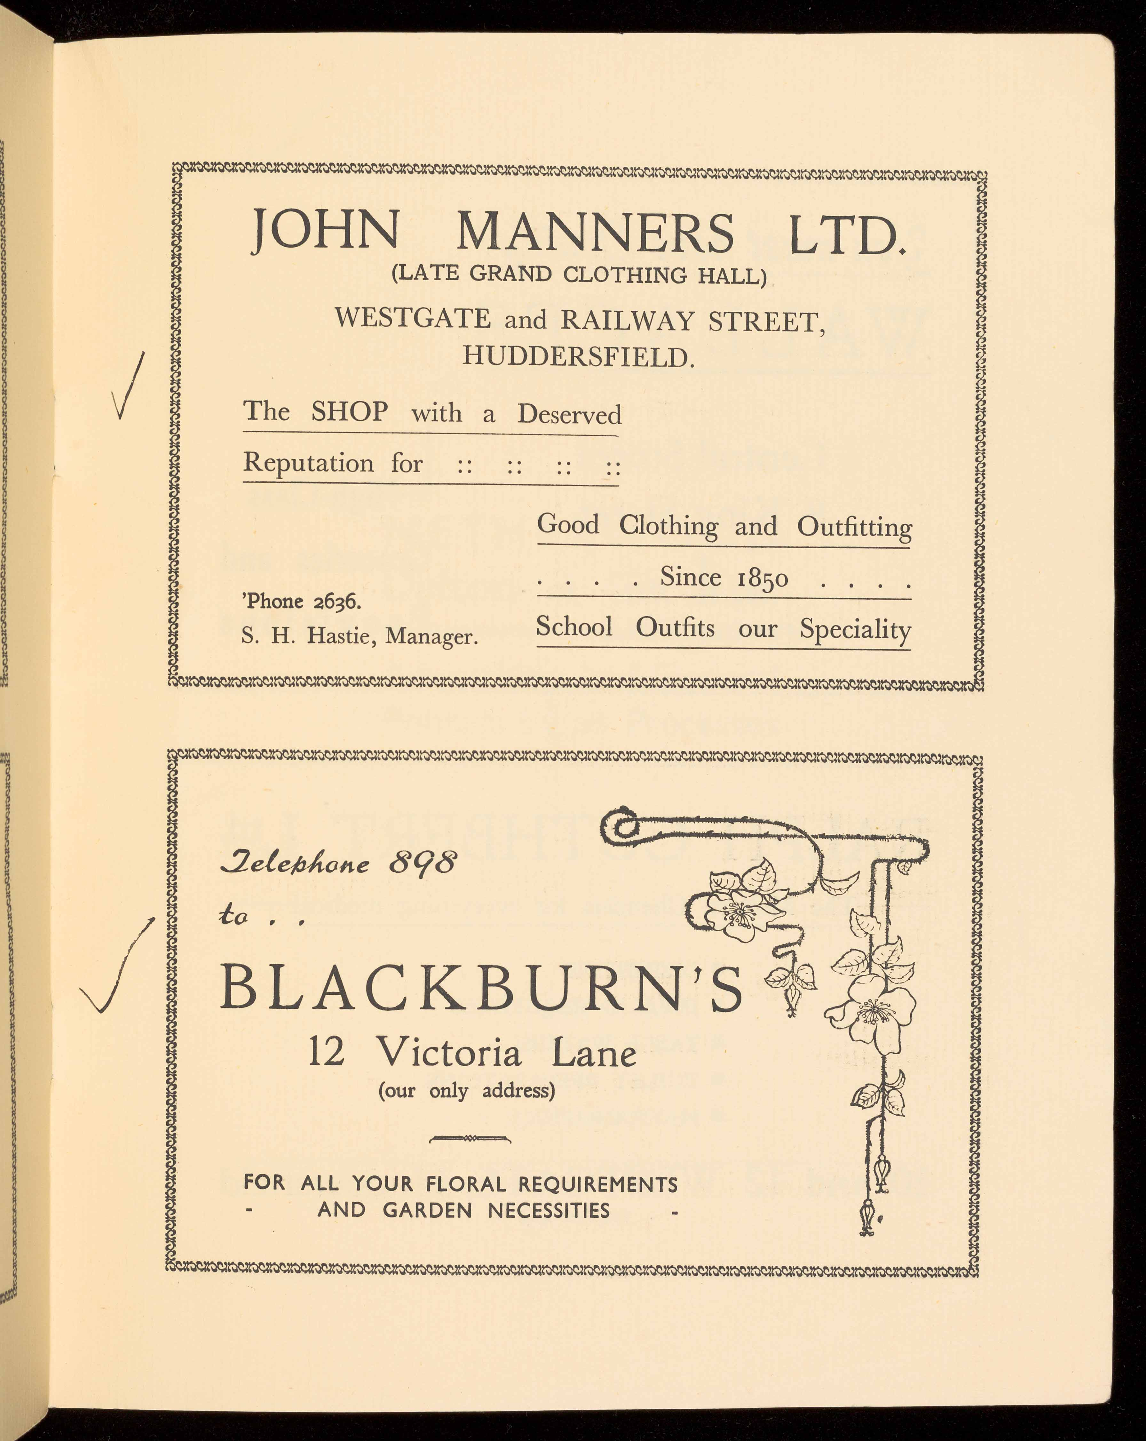 JOHN MANNERS LTD.
(LATE GRAND CLOTHING HALL)
WESTGATE and RAILWAY STREET,
HUDDERSFIELD.
The SHOP with a Deserved
Reputation for :: :: :: ::
Good Clothing and Outfitting
. . . . Since 1850 . . . .
School Outfits our Speciality
'Phone 2636.
S. H. Hastie, Manager.
Telephone 898
to . .
BLACKBURN'S
12 Victoria Lane
(our only address)
FOR ALL YOUR FLORAL REQUIREMENTS
- AND GARDEN NECESSITIES -